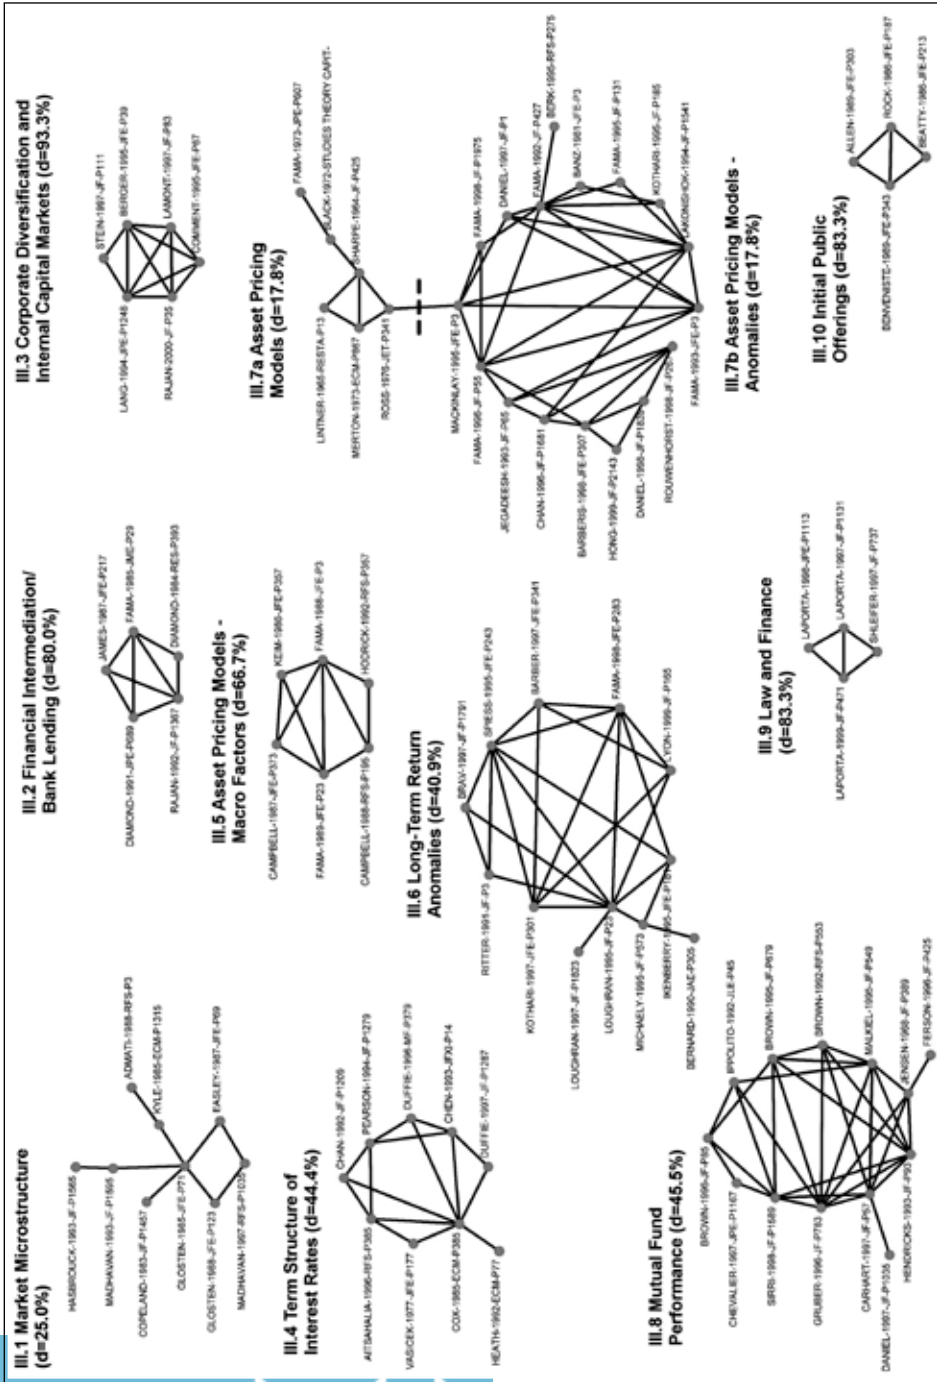 III.1 Market Microstructure
(d=25.0%)
HASBROUCK-1993-JF-P1565
ADMATI-1988-RFS-P3
MADHAVAN-1993-JF-P1595
KYLE-1985-ECM-P1315
COPELAND-1983-JF-P1457
GLOSTEN-1985-JFE-P71
EASLEY-1987-JFE-P69
GLOSTEN-1988-JFE-P123
MADHAVAN-1997-RFS-P1035
III.2 Financial Intermediation/
Bank Lending (d=80.0%)
JAMES-1987-JFE-P217
DIAMOND-1991-JPE-P689
FAMA-1985-JME-P29
RAJAN-1992-JF-P1367
DIAMOND-1984-RES-P393
III.3 Corporate Diversification and
Internal Capital Markets (d=93.3%)
STEIN-1997-JF-P111
LANG-1994-JPE-P1248
BERGER-1995-JFE-P39
RAJAN-2000-JF-P35
LAMONT-1997-JF-P83
COMMENT-1995-JFE-P67
III.4 Term Structure of
Interest Rates (d=44.4%)
CHAN-1992-JF-P1209
AITSAHALIA-1996-RFS-P385
PEARSON-1994-JF-P1279
VASICEK-1977-JFE-P177
DUFFIE-1996-MF-P379
COX-1985-ECM-P385
CHEN-1993-JFXI-P14
HEATH-1992-ECM-P77
DUFFIE-1997-JF-P1287
III.5 Asset Pricing Models -
Macro Factors (d=66.7%)
CAMPBELL-1987-JFE-P373
KEIM-1986-JFE-P357
FAMA-1989-JFE-P23
FAMA-1988-JFE-P3
CAMPBELL-1988-RFS-P195
HODRICK-1992-RFS-P357
III.6 Long-Term Return
Anomalies (d=40.9%)
BRAV-1997-JF-P1791
RITTER-1991-JF-P3
SPIESS-1995-JFE-P243
KOTHARI-1997-JFE-P301
BARBER-1997-JFE-P341
LOUGHRAN-1997-JF-P1823
LOUGHRAN-1995-JF-P23
FAMA-1998-JFE-P283
MICHAELY-1995-JF-P573
LYON-1999-JF-P165
IKENBERRY-1995-JFE-P181
BERNARD-1990-JAE-P305
III.7a Asset Pricing
Models (d=17.8%)
FAMA-1973-JPE-P607
BLACK-1972-STUDIES THEORY CAPIT-
LINTNER-1965-RESTA-P13
SHARPE-1964-JF-P425
MERTON-1973-ECM-P867
ROSS-1976-JET-P341
MACKINLAY-1995-JFE-P3
FAMA-1998-JF-P1975
FAMA-1996-JF-P55
DANIEL-1997-JF-P1
JEGADEESH-1993-JF-P65
FAMA-1992-JF-P427
BERK-1995-RFS-P275
CHAN-1996-JF-P1681
BANZ-1981-JFE-P3
BARBERIS-1998-JFE-P307
FAMA-1995-JF-P131
HONG-1999-JF-P2143
KOTHARI-1995-JF-P185
DANIEL-1998-JF-P1839
LAKONISHOK-1994-JF-P1541
ROUWENHORST-1998-JF-P267
FAMA-1993-JFE-P3
III.7b Asset Pricing Models -
Anomalies (d=17.8%)
III.8 Mutual Fund
Performance (d=45.5%)
BROWN-1996-JF-P85
IPPOLITO-1992-JLE-P45
CHEVALIER-1997-JPE-P1167
BROWN-1995-JF-P679
SIRRI-1998-JF-P1589
BROWN-1992-RFS-P553
GRUBER-1996-JF-P783
MALKIEL-1995-JF-P549
CARHART-1997-JF-P57
JENSEN-1968-JF-P389
DANIEL-1997-JF-P1035
HENDRICKS-1993-JF-P93
FERSON-1996-JF-P425
III.9 Law and Finance
(d=83.3%)
LAPORTA-1998-JPE-P1113
LAPORTA-1999-JF-P471
LAPORTA-1997-JF-P1131
SHLEIFER-1997-JF-P737
III.10 Initial Public
Offerings (d=83.3%)
ALLEN-1989-JFE-P303
BENVENISTE-1989-JFE-P343
ROCK-1986-JFE-P187
BEATTY-1986-JFE-P213